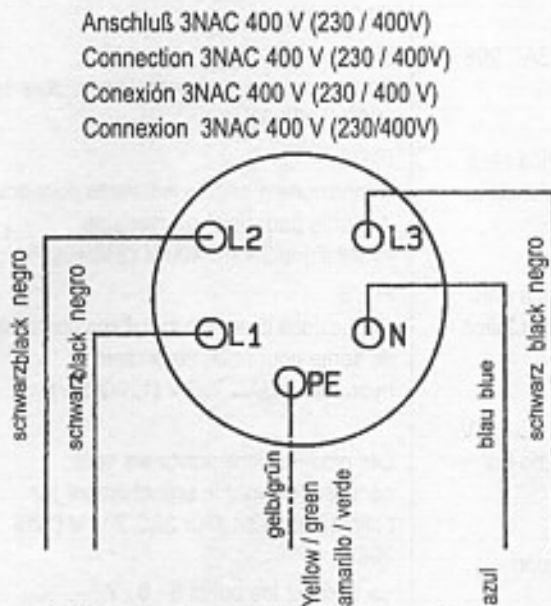 Anschluß 3NAC 400 V (230 / 400V)
Connection 3NAC 400 V (230 / 400V)
Conexión 3NAC 400 V (230 / 400 V)
Connexion 3NAC 400 V (230/400V)
L2
L3
L1
N
PE
schwarz black negro
schwarz black negro
gelb/grün
Yellow / green
amarillo / verde
blau blue
azul
schwarz black negro